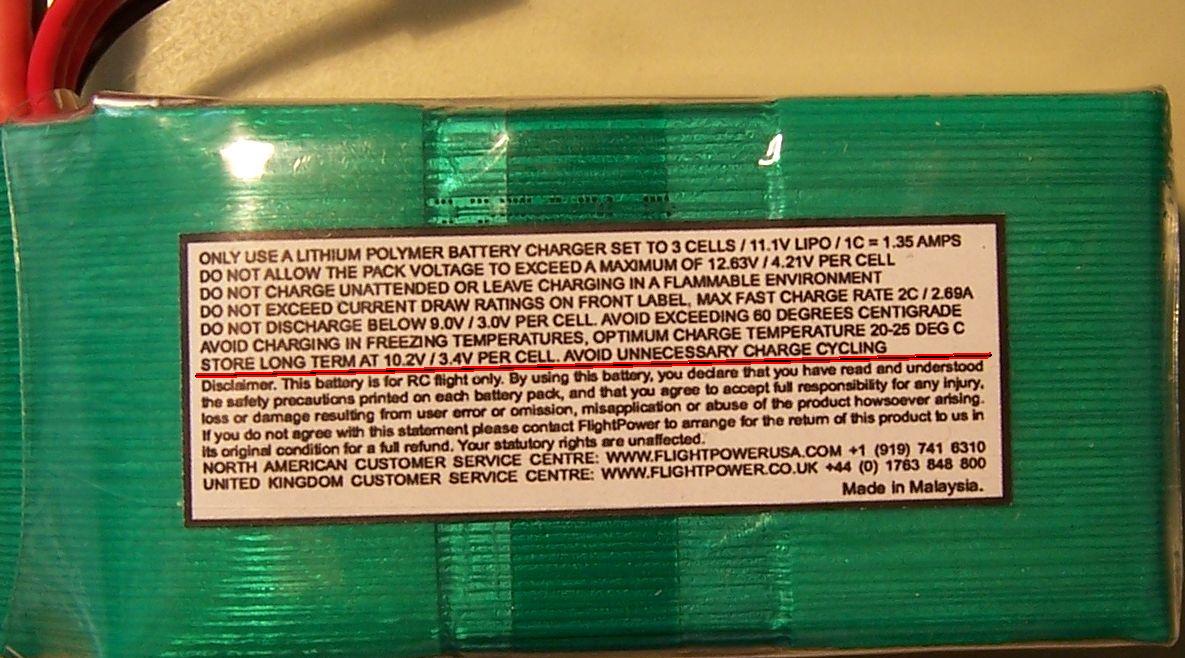 ONLY USE A LITHIUM POLYMER BATTERY CHARGER SET TO 3 CELLS / 11.1V LIPO / 1C = 1.35 AMPS
DO NOT ALLOW THE PACK VOLTAGE TO EXCEED A MAXIMUM OF 12.63V / 4.21V PER CELL
DO NOT CHARGE UNATTENDED OR LEAVE CHARGING IN A FLAMMABLE ENVIRONMENT
DO NOT EXCEED CURRENT DRAW RATINGS ON FRONT LABEL, MAX FAST CHARGE RATE 2C / 2.69A
DO NOT DISCHARGE BELOW 9.0V / 3.0V PER CELL. AVOID EXCEEDING 60 DEGREES CENTIGRADE
AVOID CHARGING IN FREEZING TEMPERATURES, OPTIMUM CHARGE TEMPERATURE 20-25 DEG C
STORE LONG TERM AT 10.2V / 3.4V PER CELL. AVOID UNNECESSARY CHARGE CYCLING
Disclaimer. This battery is for RC flight only. By using this battery, you declare that you have read and understood
the safety precautions printed on each battery pack, and that you agree to accept full responsibility for any injury,
loss or damage resulting from user error or omission, misapplication or abuse of the product howsoever arising.
If you do not agree with this statement please contact FlightPower to arrange for the return of this product to us in
its original condition for a full refund. Your statutory rights are unaffected.
NORTH AMERICAN CUSTOMER SERVICE CENTRE: WWW.FLIGHTPOWERUSA.COM +1 (919) 741 6310
UNITED KINGDOM CUSTOMER SERVICE CENTRE: WWW.FLIGHTPOWER.CO.UK +44 (0) 1763 848 800
Made in Malaysia.